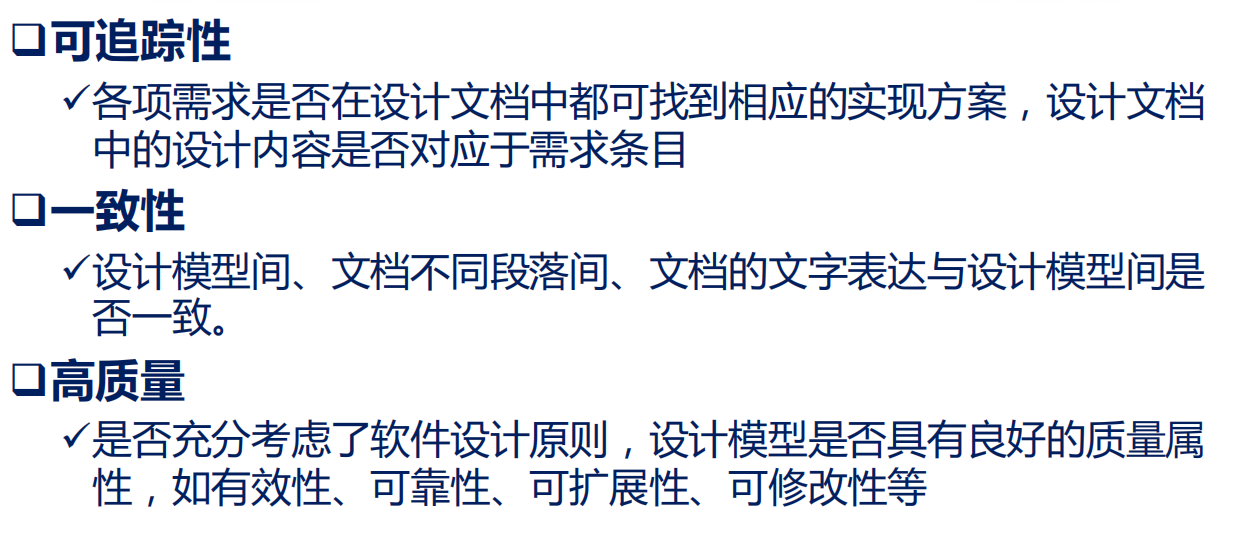 ❑可追踪性
✓各项需求是否在设计文档中都可找到相应的实现方案，设计文档
中的设计内容是否对应于需求条目
❑一致性
✓设计模型间、文档不同段落间、文档的文字表达与设计模型间是
否一致。
❑高质量
✓是否充分考虑了软件设计原则，设计模型是否具有良好的质量属
性，如有效性、可靠性、可扩展性、可修改性等